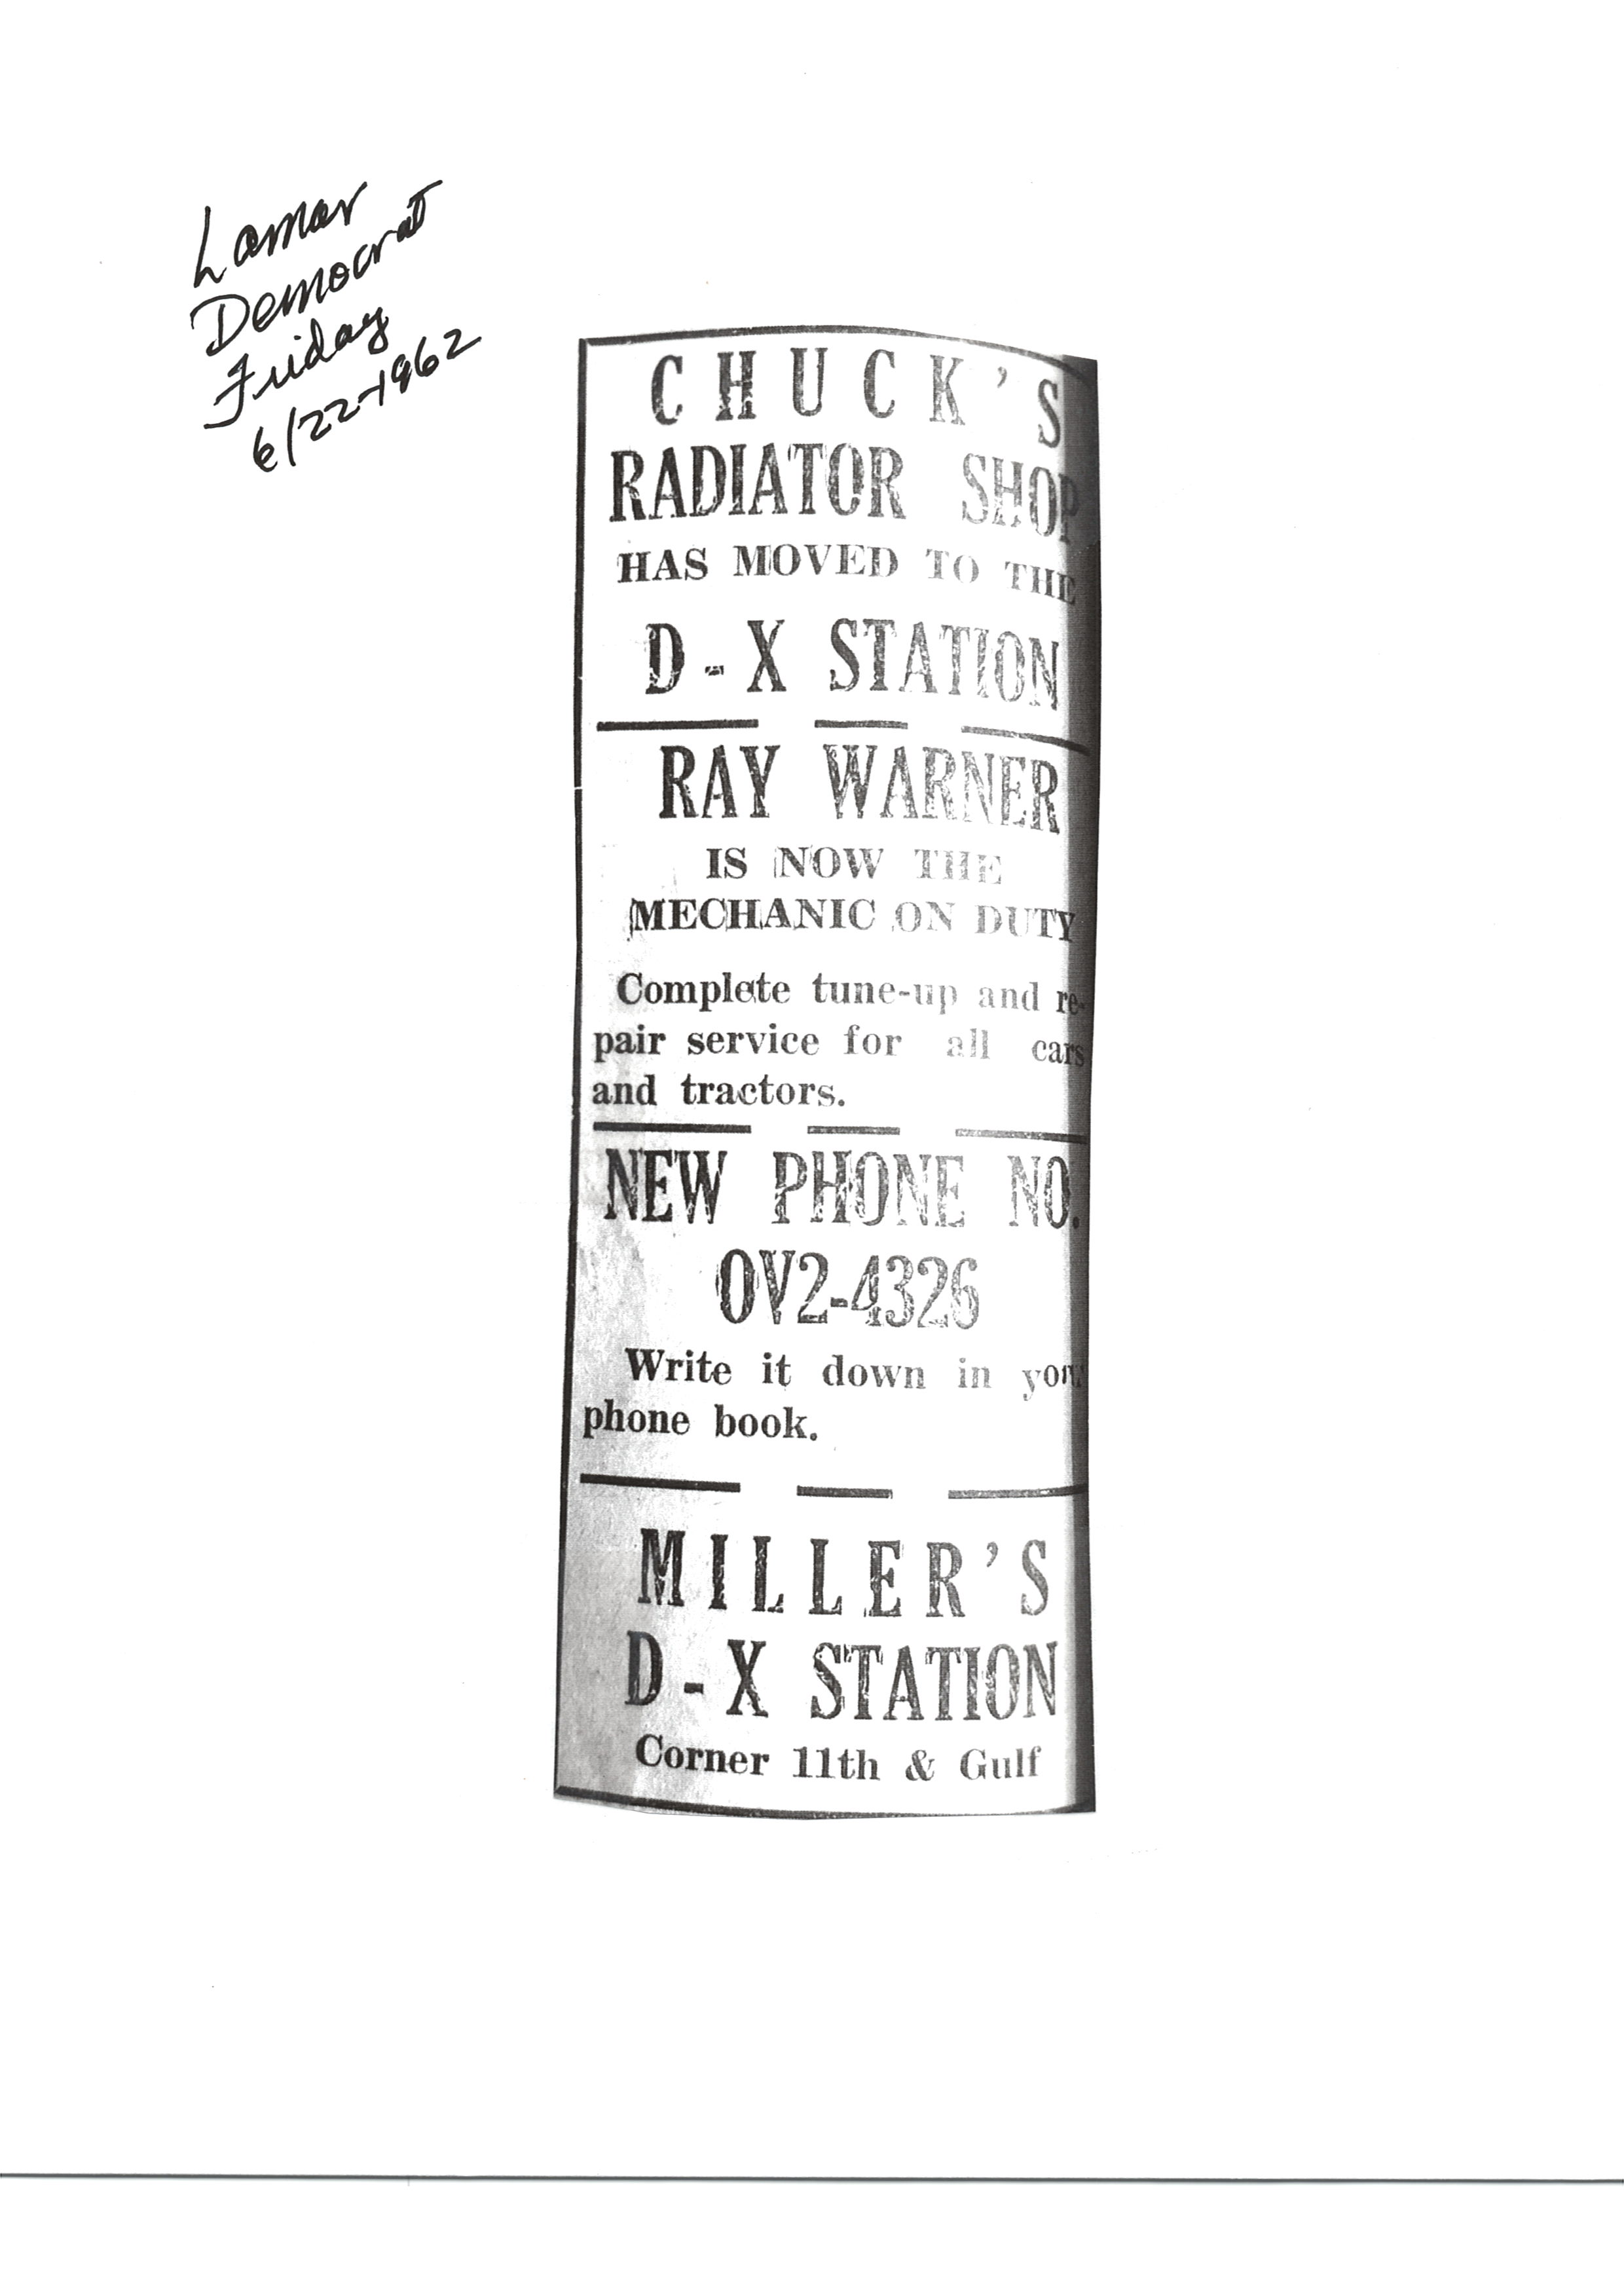 Lamar
Democrat
Friday
6/22-1962
CHUCK'S
RADIATOR SHOP
HAS MOVED TO THE
D-X STATION
RAY WARNER
IS NOW THE
MECHANIC ON DUTY
Complete tune-up and re-
pair service for all cars
and tractors.
NEW PHONE NO.
OV2-4326
Write it down in your
phone book.
MILLER'S
D-X STATION
Corner 11th & Gulf